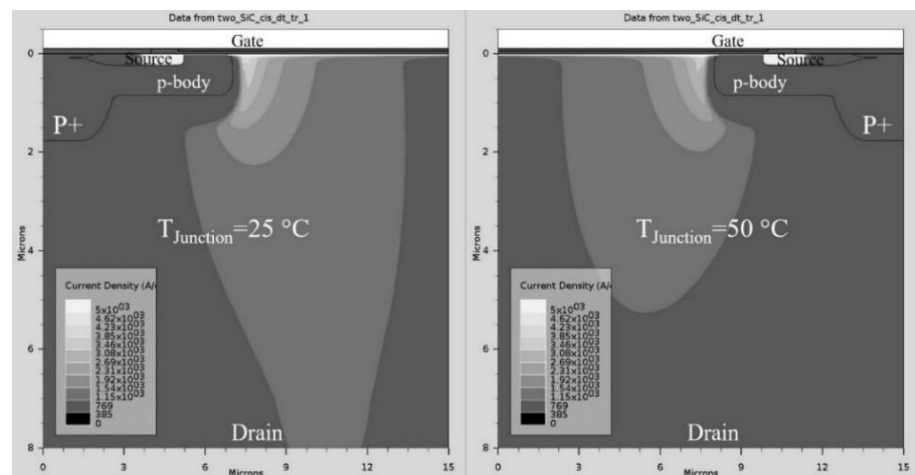 Data from two_SiC_cis_dt_tr_1
Gate
Source
p-body
P+
T_Junction=25 °C
Microns
0
2
4
6
8
Current Density (A/c
5x10^03
4.62x10^03
4.23x10^03
3.85x10^03
3.46x10^03
3.08x10^03
2.69x10^03
2.31x10^03
1.92x10^03
1.54x10^03
1.15x10^03
769
385
0
Drain
0 3 6 9 12 15
Microns
Data from two_SiC_cis_dt_tr_1
Gate
Source
p-body
P+
T_Junction=50 °C
Microns
0
2
4
6
8
Current Density (A/c
5x10^03
4.62x10^03
4.23x10^03
3.85x10^03
3.46x10^03
3.08x10^03
2.69x10^03
2.31x10^03
1.92x10^03
1.54x10^03
1.15x10^03
769
385
0
Drain
0 3 6 9 12 15
Microns